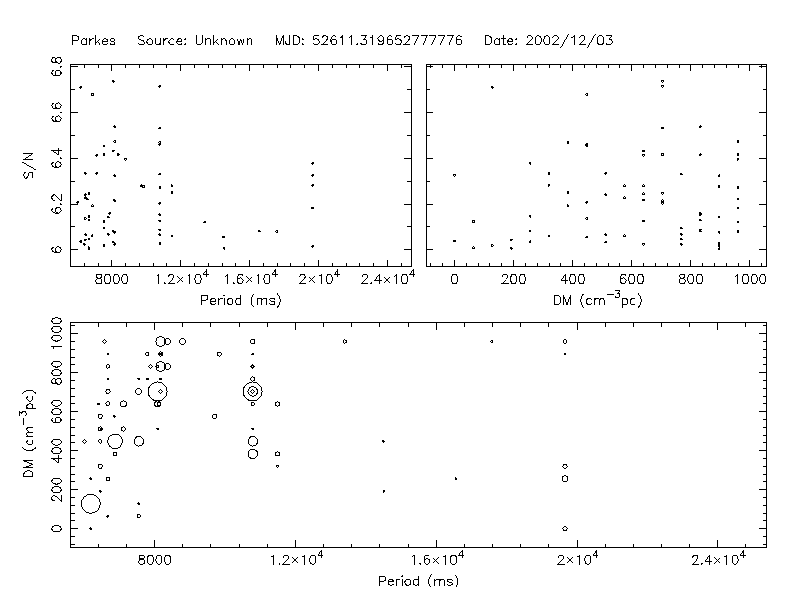 Parkes Source: Unknown MJD: 52611.319652777776 Date: 2002/12/03
S/N
6 6.2 6.4 6.6 6.8
8000 1.2×10⁴ 1.6×10⁴ 2×10⁴ 2.4×10⁴
Period (ms)
0 200 400 600 800 1000
DM (cm⁻³pc)
DM (cm⁻³pc)
0 200 400 600 800 1000
8000 1.2×10⁴ 1.6×10⁴ 2×10⁴ 2.4×10⁴
Period (ms)